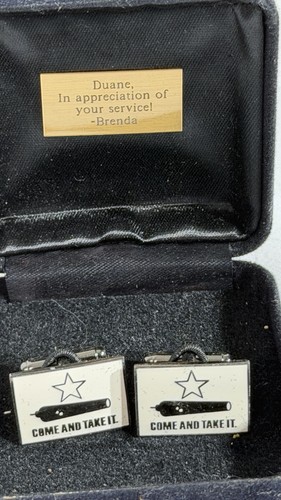 Duane,
In appreciation of
your service!
-Brenda
COME AND TAKE IT.
COME AND TAKE IT.